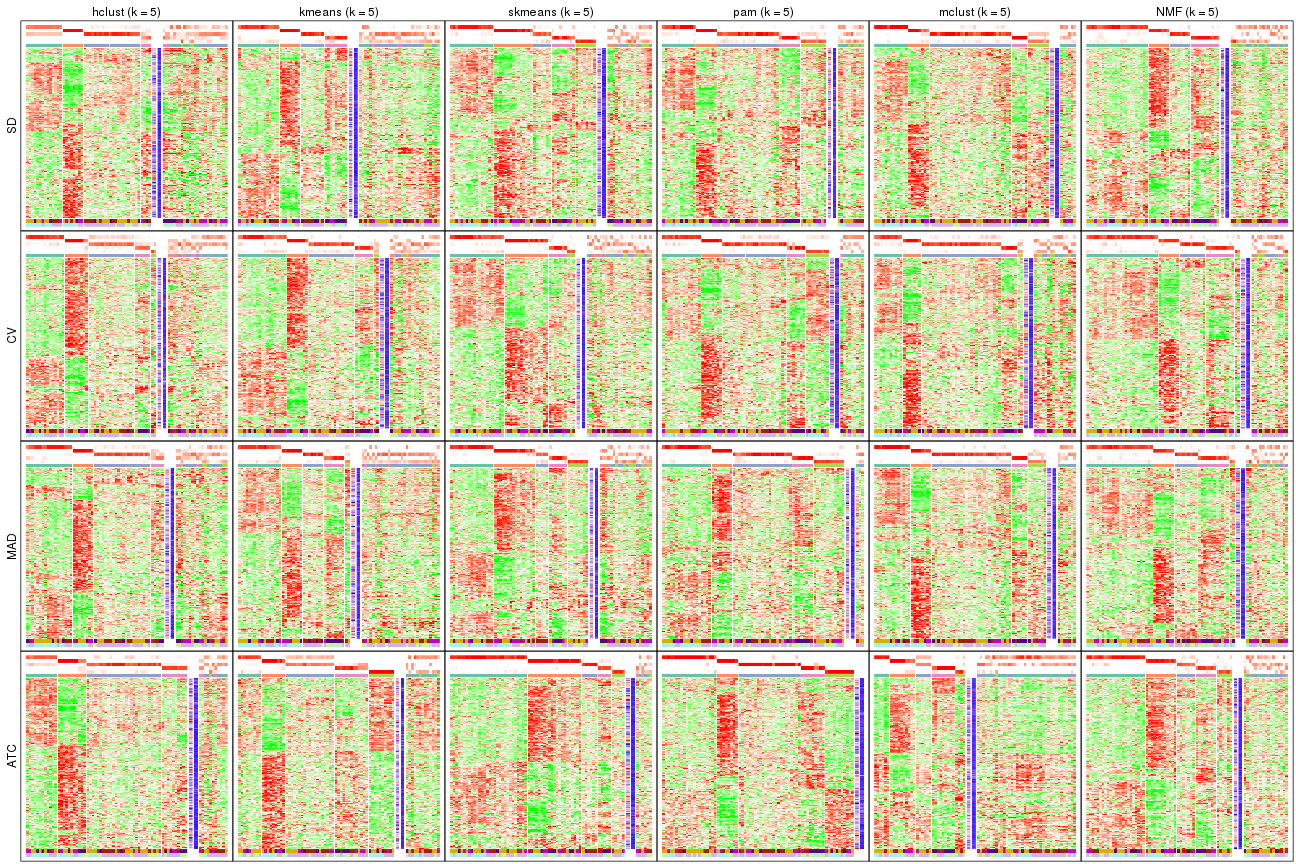 hclust (k = 5)
kmeans (k = 5)
skmeans (k = 5)
pam (k = 5)
mclust (k = 5)
NMF (k = 5)
SD
CV
MAD
ATC